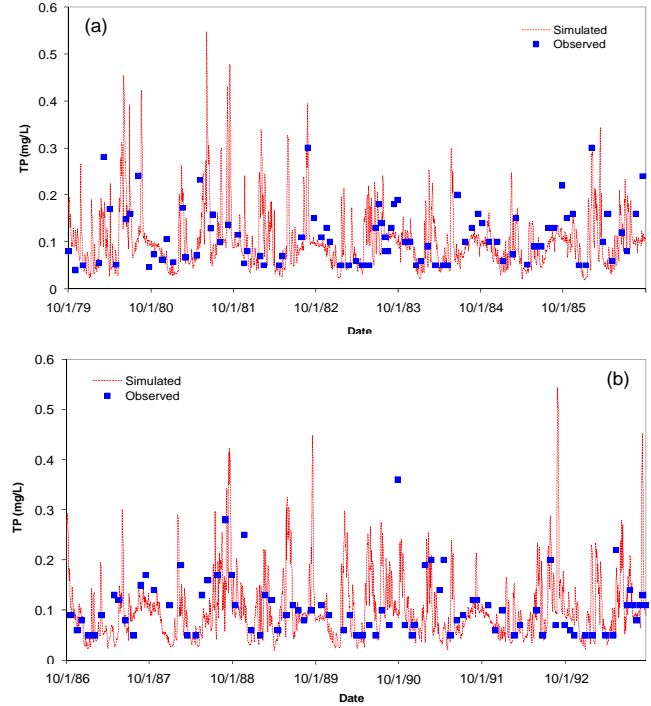 0.6
(a)
Simulated
Observed
0.5
0.4
0.3
0.2
0.1
0
TP (mg/L)
10/1/79 10/1/80 10/1/81 10/1/82 10/1/83 10/1/84 10/1/85
Date
0.6
(b)
Simulated
Observed
0.5
0.4
0.3
0.2
0.1
0
TP (mg/L)
10/1/86 10/1/87 10/1/88 10/1/89 10/1/90 10/1/91 10/1/92
Date